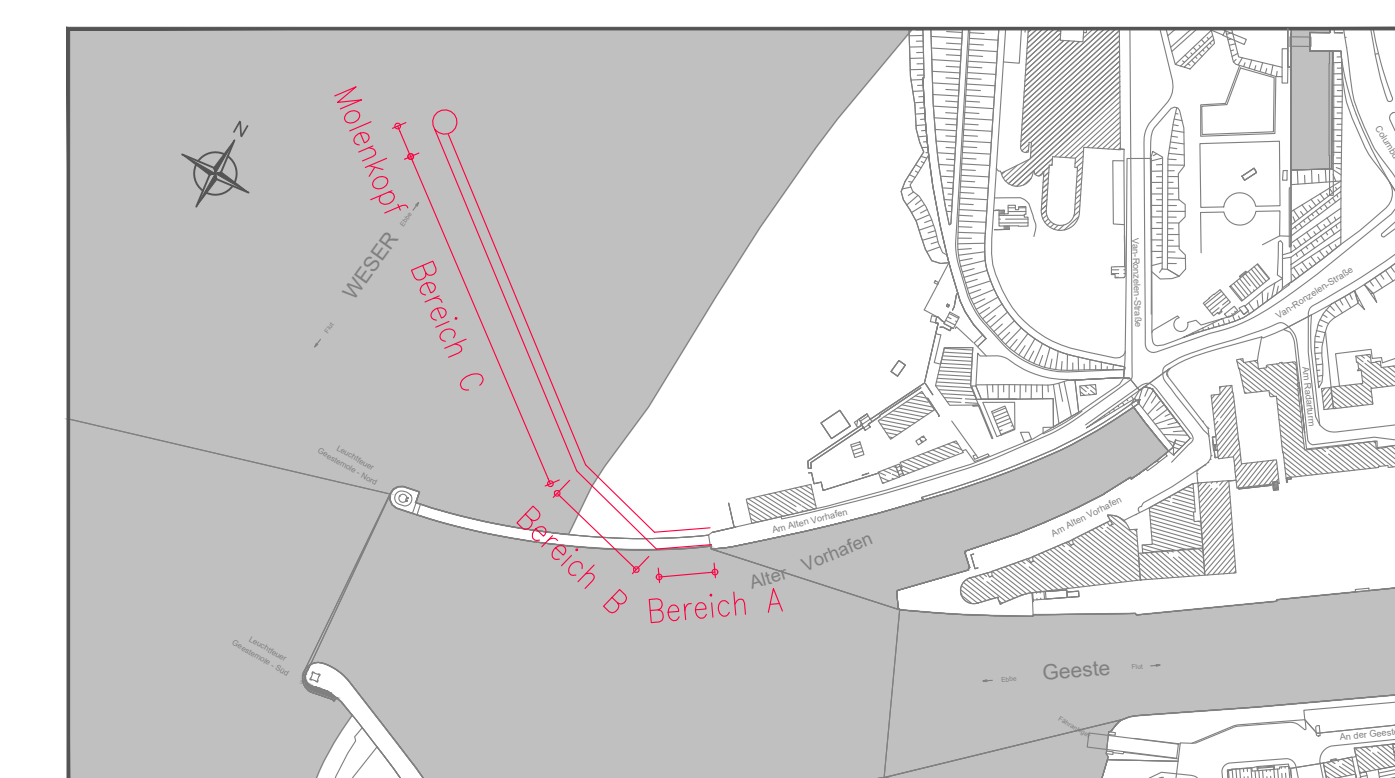 N
Molenkopf
Ebbe
WESER
Flut
Bereich C
Leuchtfeuer
Geestemole - Nord
Bereich B
Bereich A
Am Alten Vorhafen
Alter Vorhafen
Am Alten Vorhafen
Van-Ronzelen-Straße
Van-Ronzelen-Straße
Am Radarturm
Leuchtfeuer
Geestemole - Süd
Geeste
Ebbe
Flut
An der Geeste